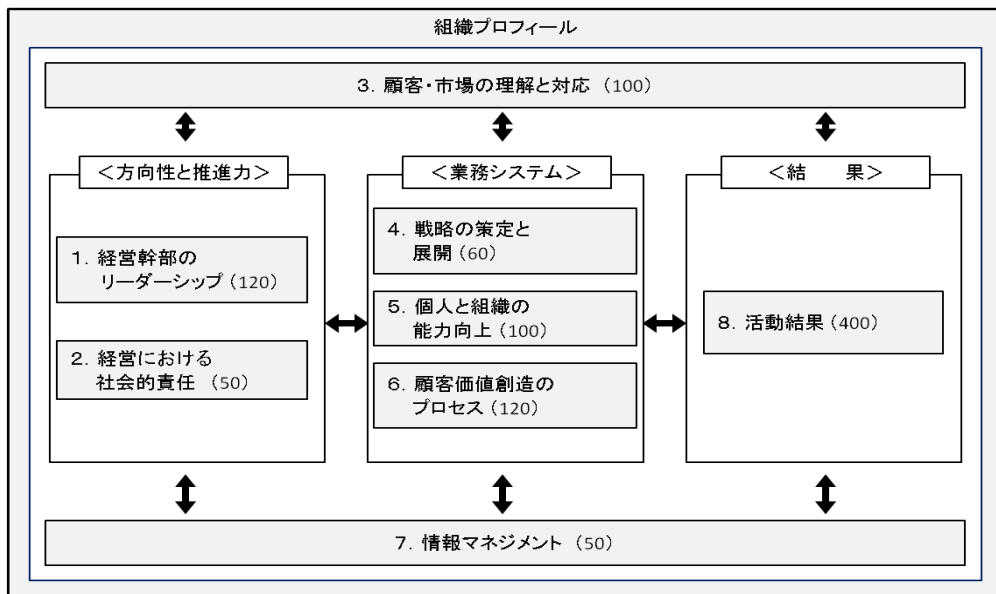 組織プロフィール
3．顧客・市場の理解と対応（100）
＜方向性と推進力＞
1．経営幹部の
リーダーシップ（120）
2．経営における
社会的責任（50）
＜業務システム＞
4．戦略の策定と
展開（60）
5．個人と組織の
能力向上（100）
6．顧客価値創造の
プロセス（120）
＜結　　果＞
8．活動結果（400）
7．情報マネジメント（50）